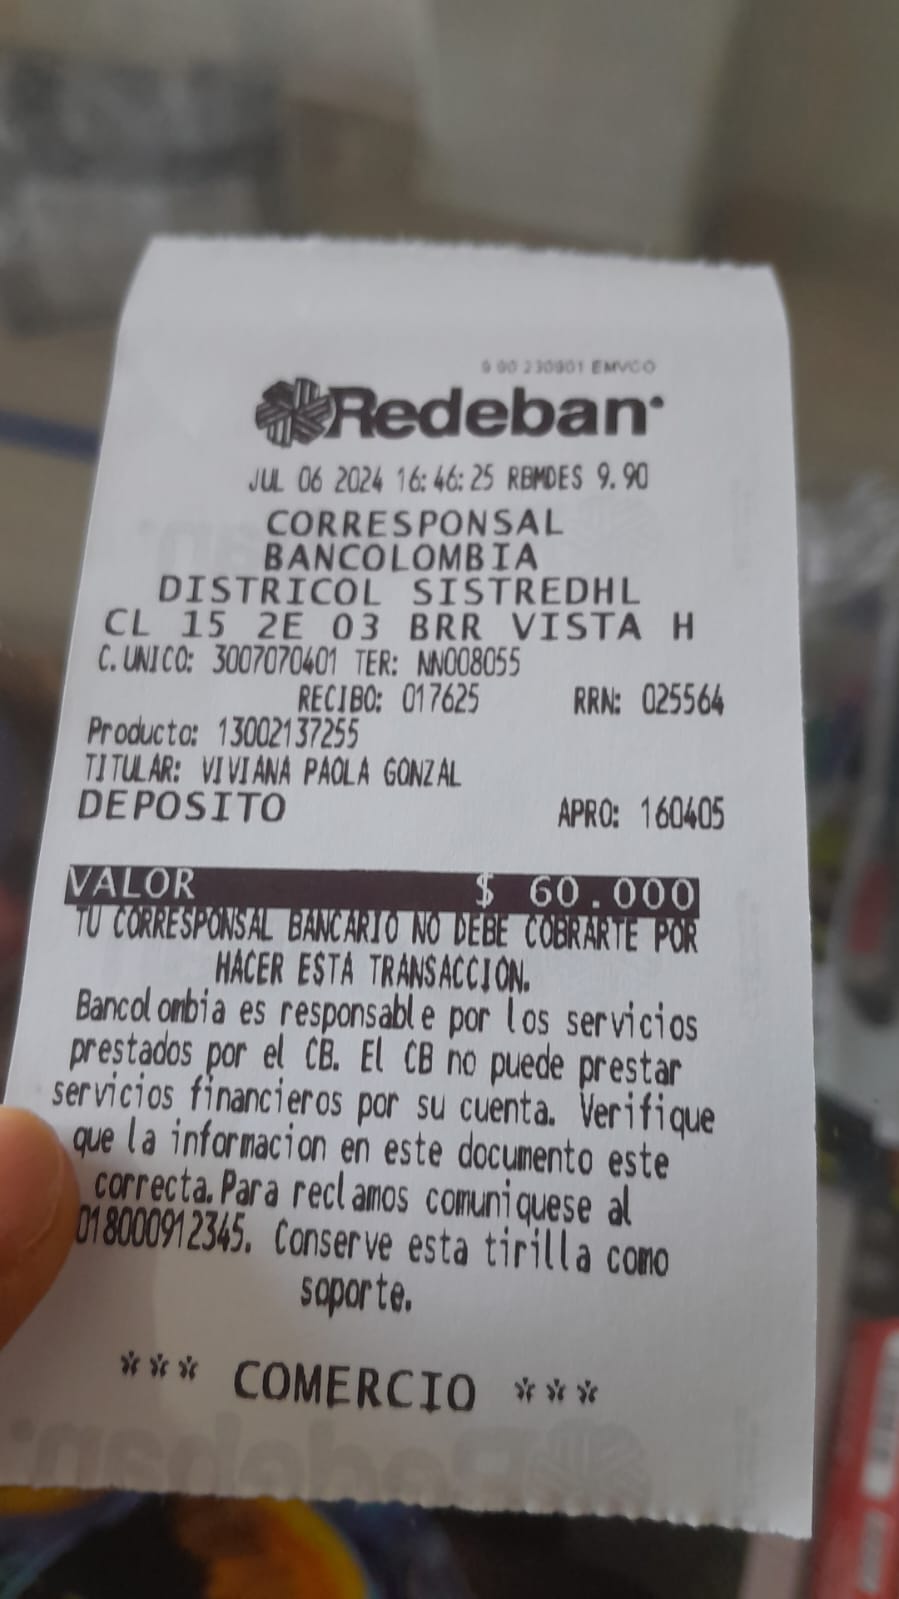 9 90 230901 EMVCO
Redeban
JUL 06 2024 16:46:25 RBMDES 9.90
CORRESPONSAL
BANCOLOMBIA
DISTRICOL SISTREDHL
CL 15 2E 03 BRR VISTA H
C. UNICO: 3007070401 TER: NN008055
RECIBO: 017625 RRN: 025564
Producto: 13002137255
TITULAR: VIVIANA PAOLA GONZAL
DEPOSITO APRO: 160405
VALOR $ 60.000
TU CORRESPONSAL BANCARIO NO DEBE COBRARTE POR
HACER ESTA TRANSACCION.
Bancolombia es responsable por los servicios
prestados por el CB. El CB no puede prestar
servicios financieros por su cuenta. Verifique
que la informacion en este documento este
correcta. Para reclamos comuniquese al
018000912345. Conserve esta tirilla como
soporte.
*** COMERCIO ***